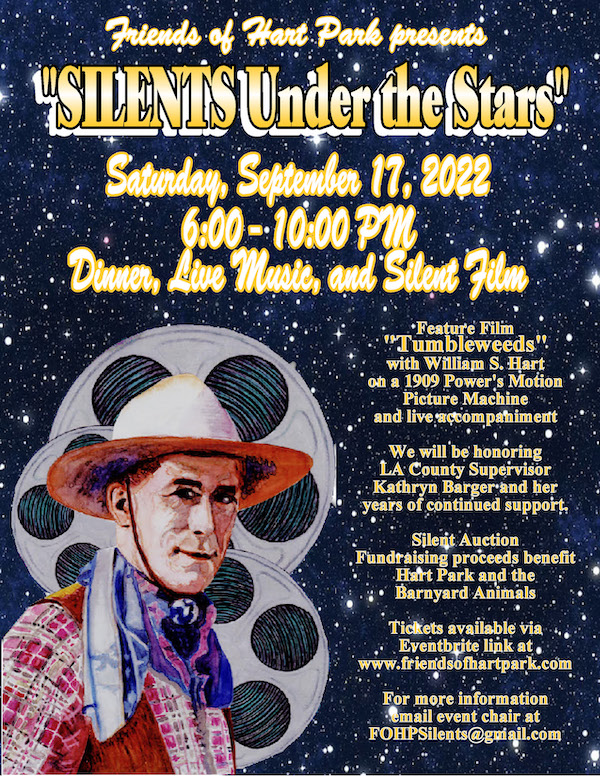 Friends of Hart Park presents
"SILENTS Under the Stars"
Saturday, September 17, 2022
6:00 - 10:00 PM
Dinner, Live Music, and Silent Film
Feature Film
"Tumbleweeds"
with William S. Hart
on a 1909 Power's Motion
Picture Machine
and live accompaniment
We will be honoring
LA County Supervisor
Kathryn Barger and her
years of continued support.
Silent Auction
Fundraising proceeds benefit
Hart Park and the
Barnyard Animals
Tickets available via
Eventbrite link at
www.friendsofhartpark.com
For more information
email event chair at
FOHPSilents@gmail.com